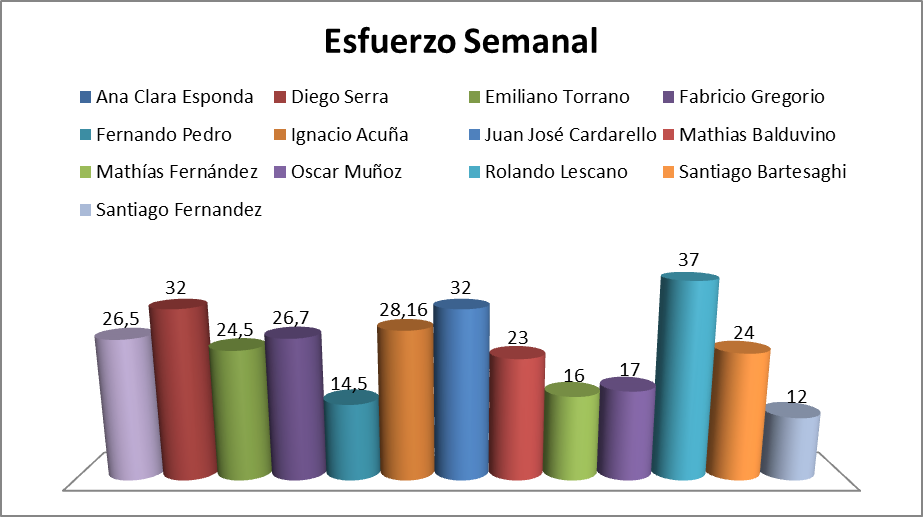 Esfuerzo Semanal
Ana Clara Esponda Diego Serra Emiliano Torrano Fabricio Gregorio
Fernando Pedro Ignacio Acuña Juan José Cardarello Mathias Balduvino
Mathías Fernández Oscar Muñoz Rolando Lescano Santiago Bartesaghi
Santiago Fernandez
26,5 32 24,5 26,7 14,5 28,16 32 23 16 17 37 24 12